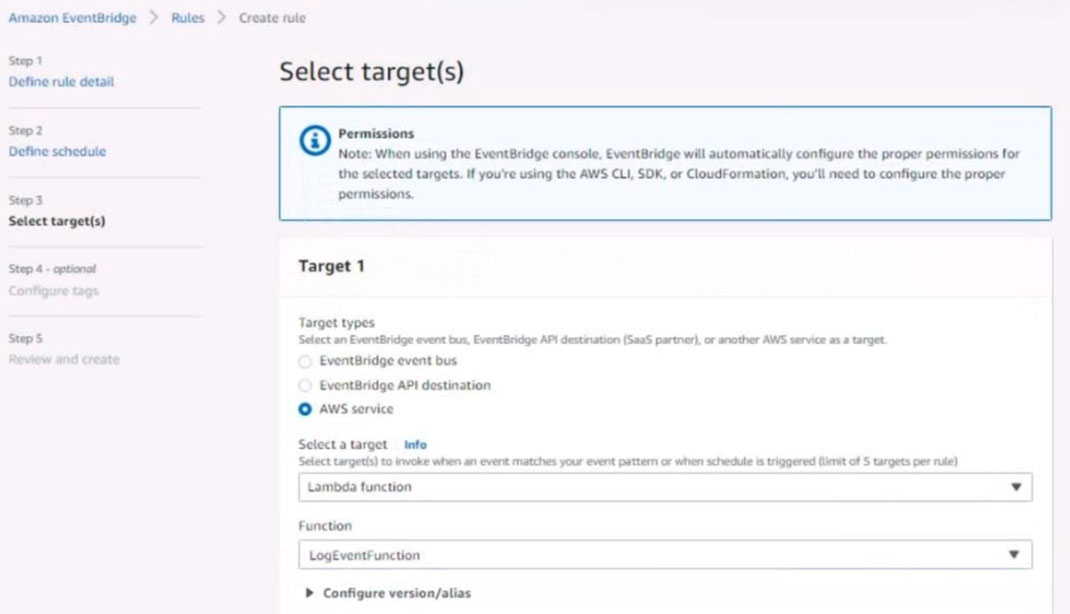 Amazon EventBridge > Rules > Create rule
Step 1
Define rule detail
Step 2
Define schedule
Step 3
Select target(s)
Step 4 - optional
Configure tags
Step 5
Review and create
Select target(s)
Permissions
Note: When using the EventBridge console, EventBridge will automatically configure the proper permissions for
the selected targets. If you're using the AWS CLI, SDK, or CloudFormation, you'll need to configure the proper
permissions.
Target 1
Target types
Select an EventBridge event bus, EventBridge API destination (SaaS partner), or another AWS service as a target.
EventBridge event bus
EventBridge API destination
AWS service
Select a target Info
Select target(s) to invoke when an event matches your event pattern or when schedule is triggered (limit of 5 targets per rule)
Lambda function
Function
LogEventFunction
Configure version/alias